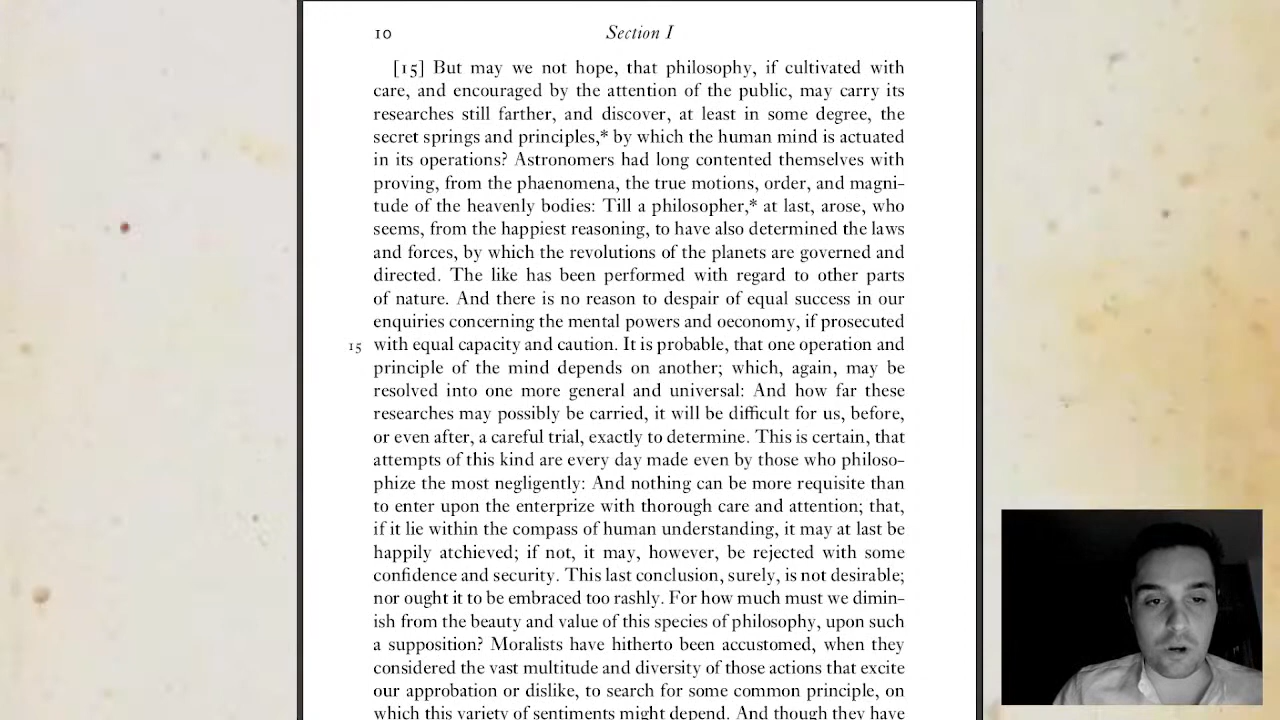 10
Section I
[15] But may we not hope, that philosophy, if cultivated with
care, and encouraged by the attention of the public, may carry its
researches still farther, and discover, at least in some degree, the
secret springs and principles,* by which the human mind is actuated
in its operations? Astronomers had long contented themselves with
proving, from the phaenomena, the true motions, order, and magni-
tude of the heavenly bodies: Till a philosopher,* at last, arose, who
seems, from the happiest reasoning, to have also determined the laws
and forces, by which the revolutions of the planets are governed and
directed. The like has been performed with regard to other parts
of nature. And there is no reason to despair of equal success in our
enquiries concerning the mental powers and oeconomy, if prosecuted
15 with equal capacity and caution. It is probable, that one operation and
principle of the mind depends on another; which, again, may be
resolved into one more general and universal: And how far these
researches may possibly be carried, it will be difficult for us, before,
or even after, a careful trial, exactly to determine. This is certain, that
attempts of this kind are every day made even by those who philoso-
phize the most negligently: And nothing can be more requisite than
to enter upon the enterprize with thorough care and attention; that,
if it lie within the compass of human understanding, it may at last be
happily atchieved; if not, it may, however, be rejected with some
confidence and security. This last conclusion, surely, is not desirable;
nor ought it to be embraced too rashly. For how much must we dimin-
ish from the beauty and value of this species of philosophy, upon such
a supposition? Moralists have hitherto been accustomed, when they
considered the vast multitude and diversity of those actions that excite
our approbation or dislike, to search for some common principle, on
which this variety of sentiments might depend. And though they have